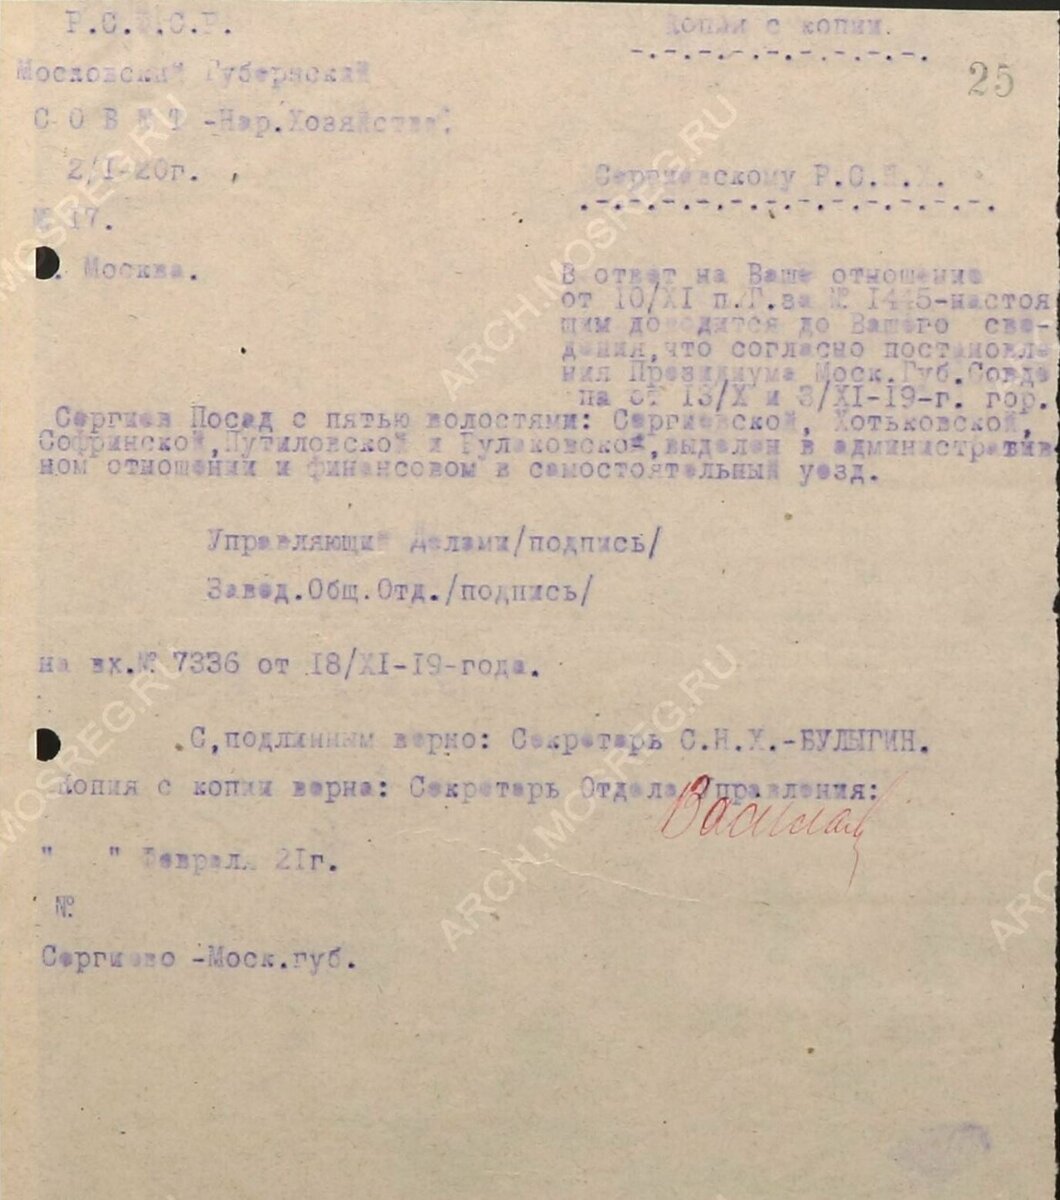 Р.С.Ф.С.Р.
Московский Губернский
С О В Е Т -Нар.Хозяйства.
2/I-20г.
№ 17.
г. Москва.
Копия с копии.
25
Сергиевскому Р.С.Н.Х.
В ответ на Ваше отношение
от 10/XI п./Г.за № 1445-настоя
щим доводится до Вашего све-
дения,что согласно постановле
ния Президиума Моск.Губ.Совде
па от 13/X и 3/XI-19-г. гор.
Сергиев Посад с пятью волостями: Сергиевской, Хотьковской,
Софринской,Путиловской и Булаковской,выделен в административ
ном отношении и финансовом в самостоятельный уезд.
Управляющий Делами/подпись/
Завед.Общ.Отд./подпись/
на вх.№ 7336 от 18/XI-19-года.
С,подлинным верно: Секретарь С.Н.Х.-БУЛЫГИН.
Копия с копии верна: Секретарь Отдела Управления:
" " Февраля 21г.
№
Сергиево -Моск.губ.
ARCH.MOSREG.RU